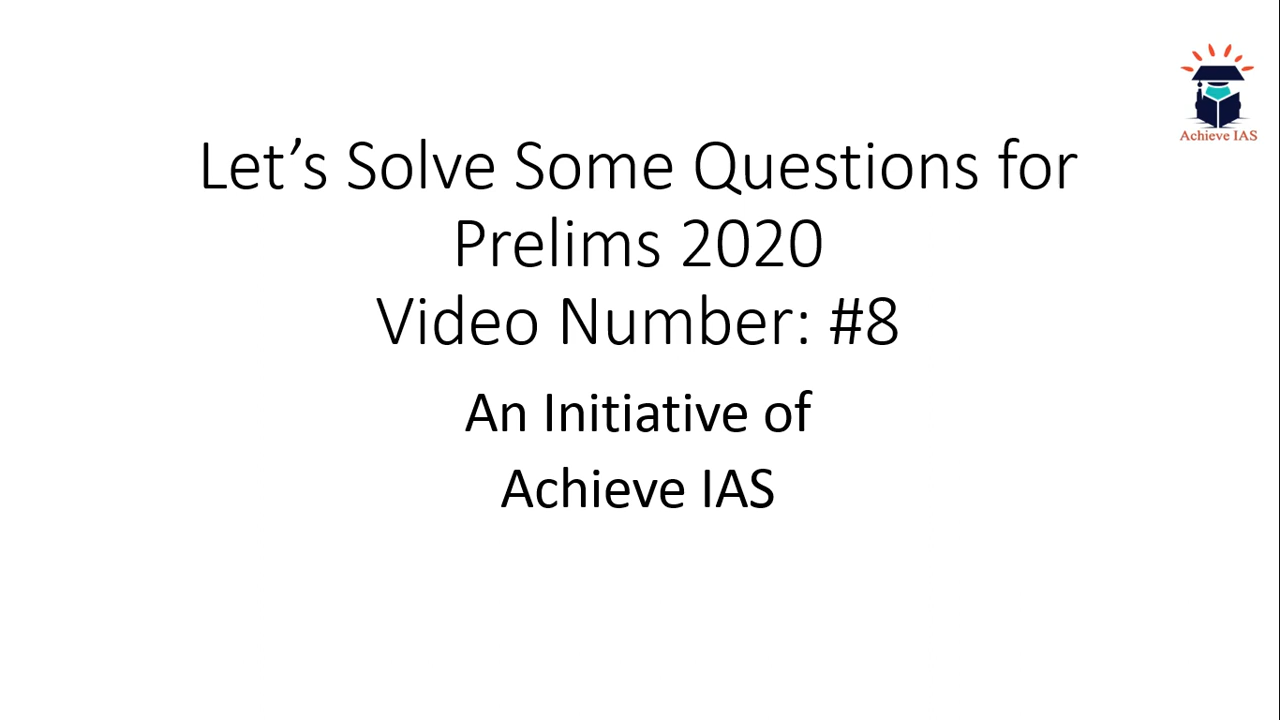 Achieve IAS
Let’s Solve Some Questions for
Prelims 2020
Video Number: #8
An Initiative of
Achieve IAS